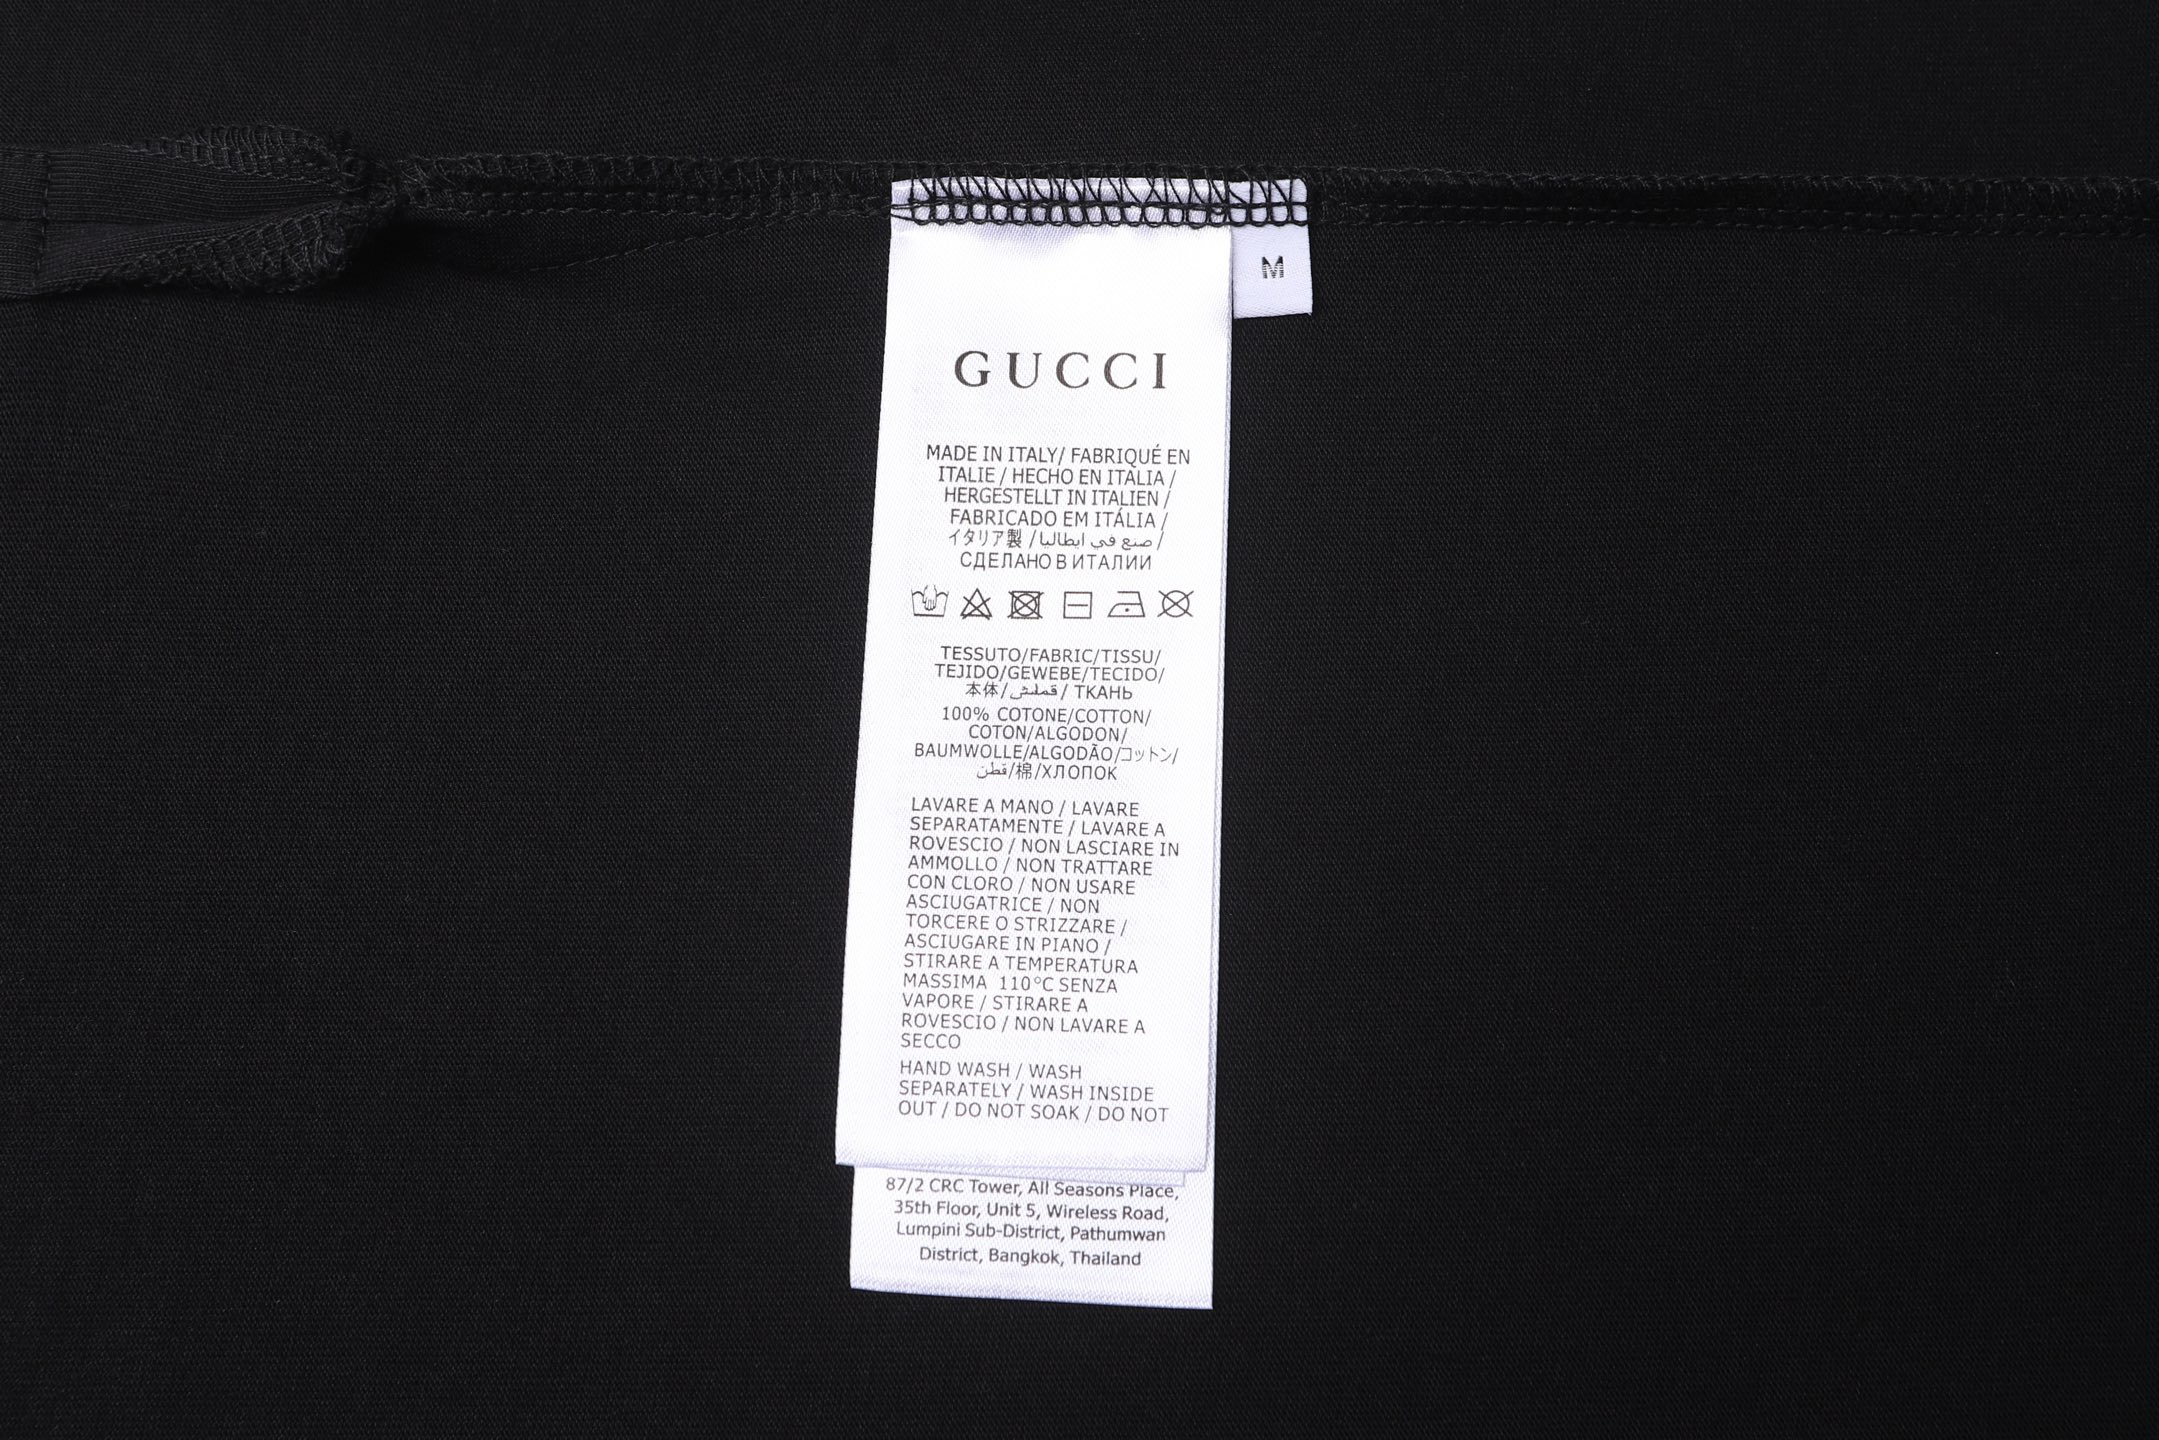 M
GUCCI
MADE IN ITALY/ FABRIQUÉ EN
ITALIE / HECHO EN ITALIA /
HERGESTELLT IN ITALIEN /
FABRICADO EM ITÁLIA /
イタリア製 / صنع في ايطاليا /
СДЕЛАНО В ИТАЛИИ
TESSUTO/FABRIC/TISSU/
TEJIDO/GEWEBE/TECIDO/
本体/ قماش / ТКАНЬ
100% COTONE/COTTON/
COTON/ALGODON/
BAUMWOLLE/ALGODÃO/コットン/
قطن/棉/ХЛОПОК
LAVARE A MANO / LAVARE
SEPARATAMENTE / LAVARE A
ROVESCIO / NON LASCIARE IN
AMMOLLO / NON TRATTARE
CON CLORO / NON USARE
ASCIUGATRICE / NON
TORCERE O STRIZZARE /
ASCIUGARE IN PIANO /
STIRARE A TEMPERATURA
MASSIMA 110°C SENZA
VAPORE / STIRARE A
ROVESCIO / NON LAVARE A
SECCO
HAND WASH / WASH
SEPARATELY / WASH INSIDE
OUT / DO NOT SOAK / DO NOT
87/2 CRC Tower, All Seasons Place,
35th Floor, Unit 5, Wireless Road,
Lumpini Sub-District, Pathumwan
District, Bangkok, Thailand